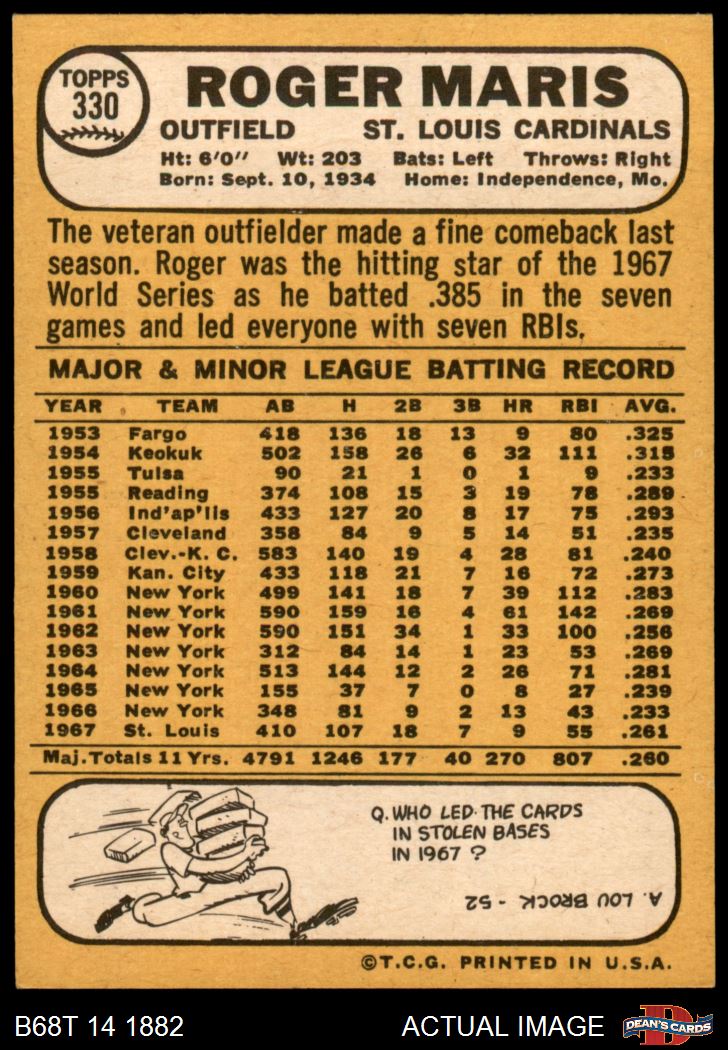 TOPPS
330
ROGER MARIS
OUTFIELD ST. LOUIS CARDINALS
Ht: 6'0" Wt: 203 Bats: Left Throws: Right
Born: Sept. 10, 1934 Home: Independence, Mo.
The veteran outfielder made a fine comeback last
season. Roger was the hitting star of the 1967
World Series as he batted .385 in the seven
games and led everyone with seven RBIs.
MAJOR & MINOR LEAGUE BATTING RECORD
YEAR TEAM AB H 2B 3B HR RBI AVG.
1953 Fargo 418 136 18 13 9 80 .325
1954 Keokuk 502 158 26 6 32 111 .315
1955 Tulsa 90 21 1 0 1 9 .233
1955 Reading 374 108 15 3 19 78 .289
1956 Ind'ap'lis 433 127 20 8 17 75 .293
1957 Cleveland 358 84 9 5 14 51 .235
1958 Clev.-K. C. 583 140 19 4 28 81 .240
1959 Kan. City 433 118 21 7 16 72 .273
1960 New York 499 141 18 7 39 112 .283
1961 New York 590 159 16 4 61 142 .269
1962 New York 590 151 34 1 33 100 .256
1963 New York 312 84 14 1 23 53 .269
1964 New York 513 144 12 2 26 71 .281
1965 New York 155 37 7 0 8 27 .239
1966 New York 348 81 9 2 13 43 .233
1967 St. Louis 410 107 18 7 9 55 .261
Maj. Totals 11 Yrs. 4791 1246 177 40 270 807 .260
Q. WHO LED THE CARDS
IN STOLEN BASES
IN 1967 ?
A. LOU BROCK - 52
©T.C.G. PRINTED IN U.S.A.
B68T 14 1882 ACTUAL IMAGE
D
DEAN'S CARDS